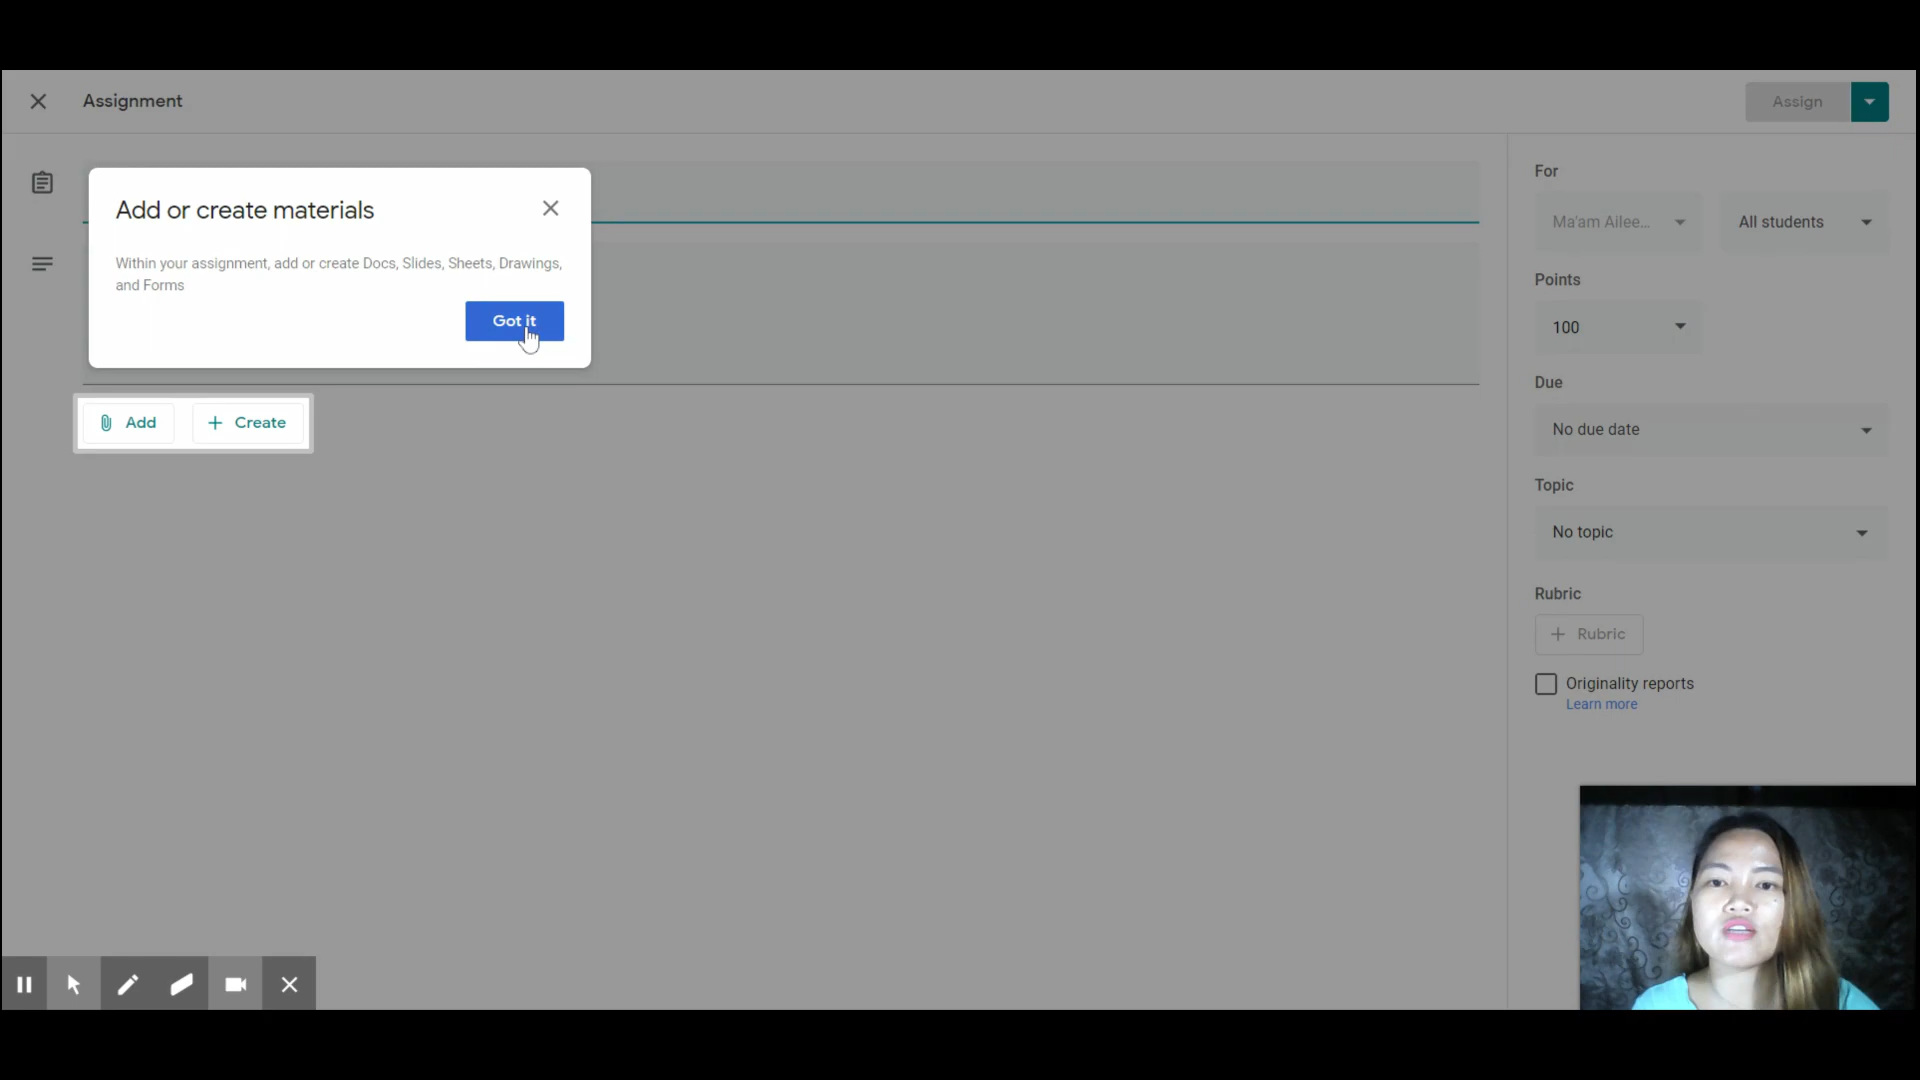 Assignment
Assign
Add or create materials
Within your assignment, add or create Docs, Slides, Sheets, Drawings,
and Forms
Got it
Add
Create
For
Ma'am Ailee...
All students
Points
100
Due
No due date
Topic
No topic
Rubric
Rubric
Originality reports
Learn more